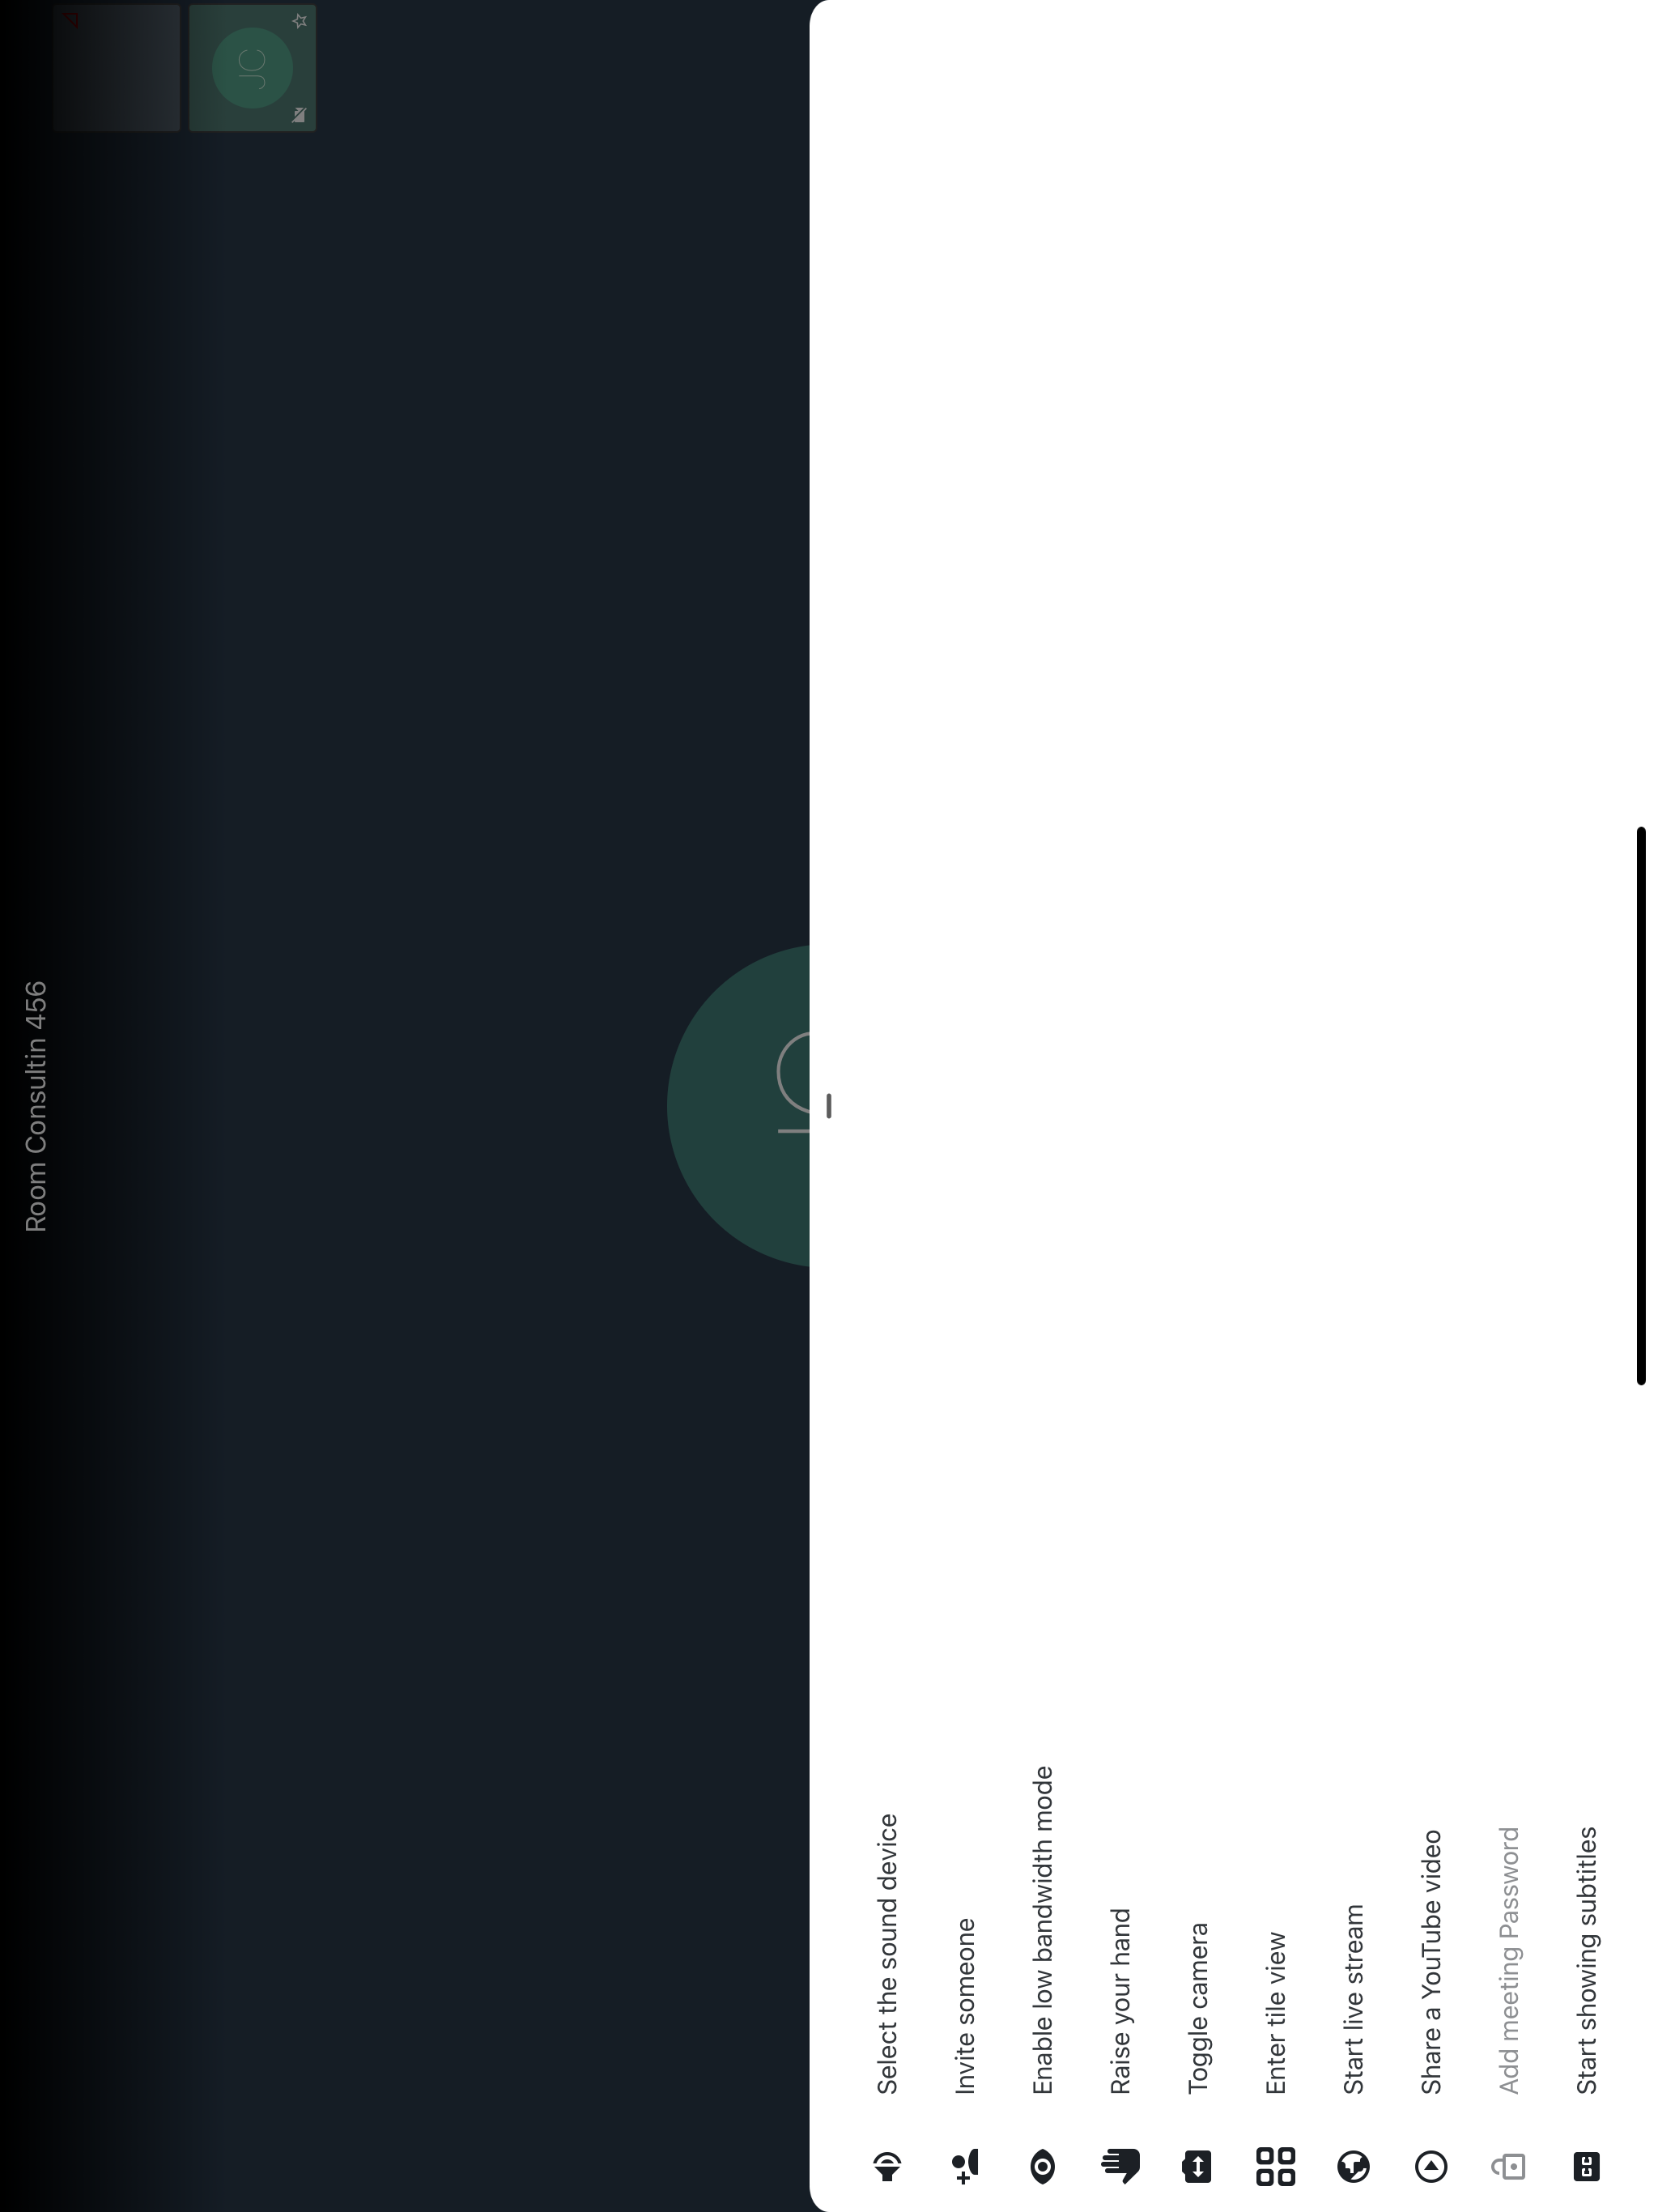 Room Consultin 456
JC
Select the sound device
Invite someone
Enable low bandwidth mode
Raise your hand
Toggle camera
Enter tile view
Start live stream
Share a YouTube video
Add meeting Password
CC Start showing subtitles